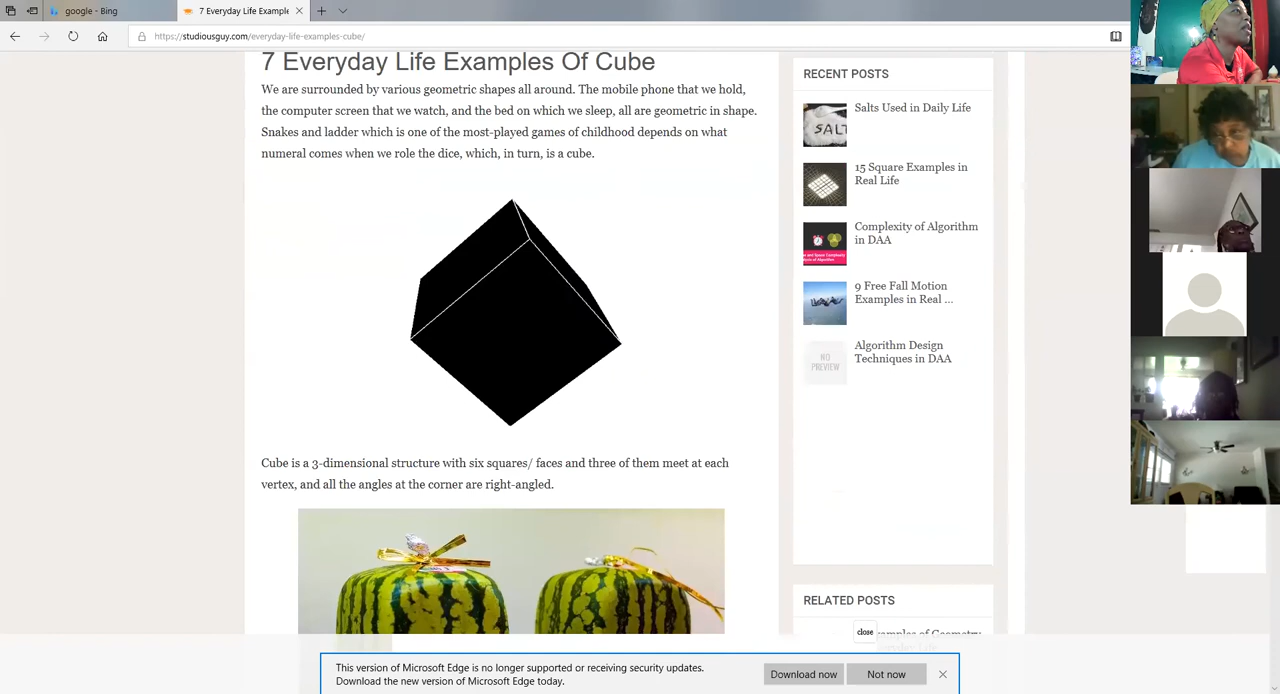 google - Bing
7 Everyday Life Example
https://studiousguy.com/everyday-life-examples-cube/
7 Everyday Life Examples Of Cube
We are surrounded by various geometric shapes all around. The mobile phone that we hold,
the computer screen that we watch, and the bed on which we sleep, all are geometric in shape.
Snakes and ladder which is one of the most-played games of childhood depends on what
numeral comes when we role the dice, which, in turn, is a cube.
Cube is a 3-dimensional structure with six squares/ faces and three of them meet at each
vertex, and all the angles at the corner are right-angled.
RECENT POSTS
SALT
Salts Used in Daily Life
15 Square Examples in
Real Life
Complexity of Algorithm
in DAA
9 Free Fall Motion
Examples in Real ...
NO
PREVIEW
Algorithm Design
Techniques in DAA
RELATED POSTS
close
amples of Geometry
This version of Microsoft Edge is no longer supported or receiving security updates.
Download the new version of Microsoft Edge today.
Download now
Not now